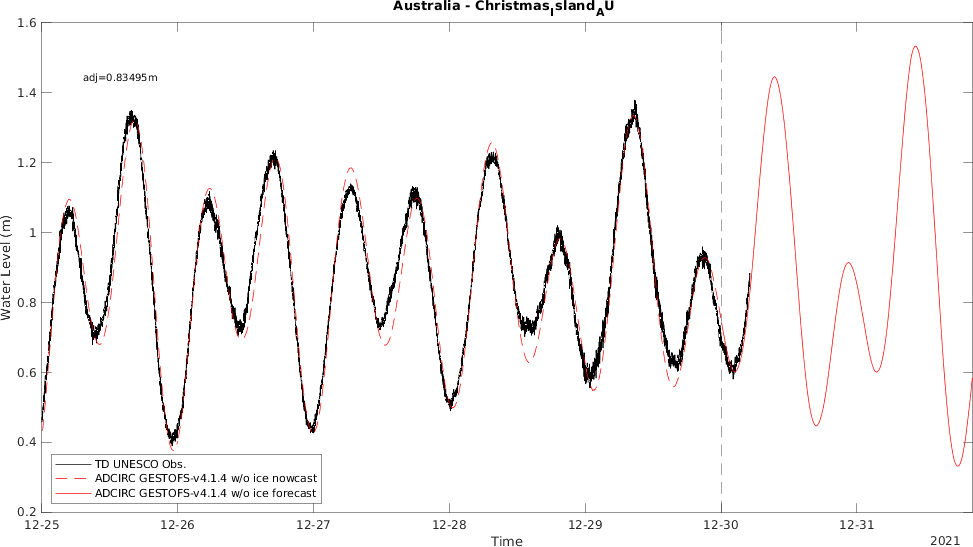 Australia - Christmas_Island_AU
1.6
1.4
1.2
1
0.8
0.6
0.4
0.2
Water Level (m)
adj=0.83495m
TD UNESCO Obs.
ADCIRC GESTOFS-v4.1.4 w/o ice nowcast
ADCIRC GESTOFS-v4.1.4 w/o ice forecast
12-25 12-26 12-27 12-28 12-29 12-30 12-31
Time
2021